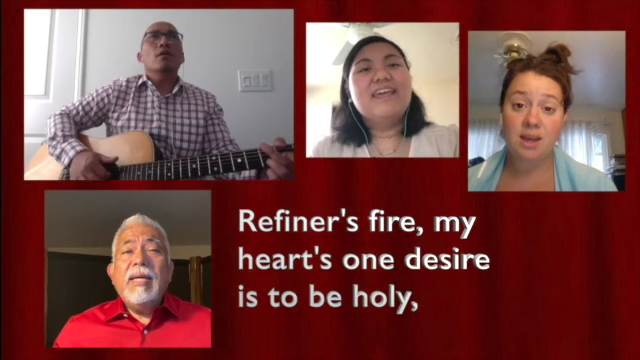 Refiner's fire, my
heart's one desire
is to be holy,